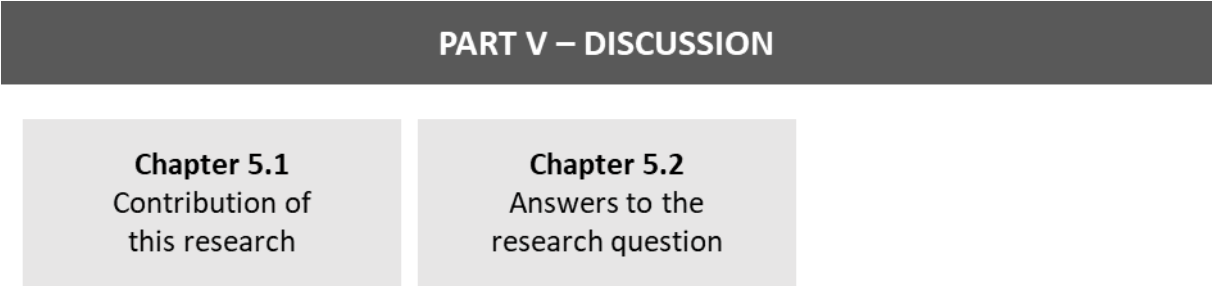 PART V – DISCUSSION
Chapter 5.1
Contribution of
this research
Chapter 5.2
Answers to the
research question